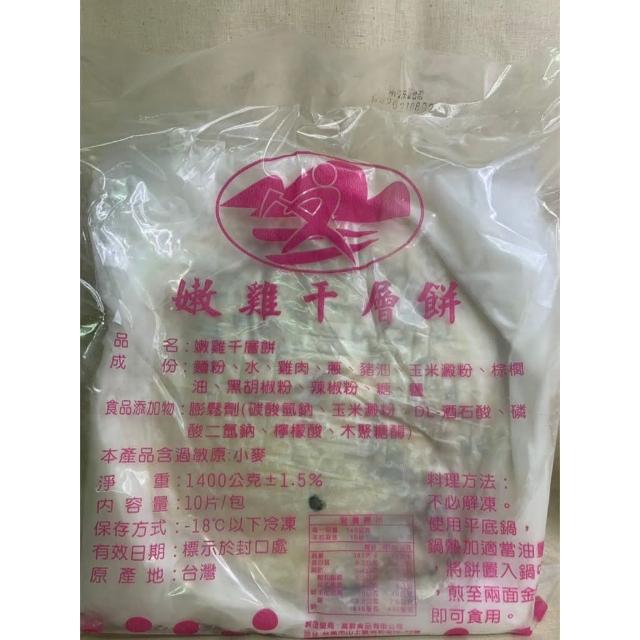 嫩雞千層餅
品名:嫩雞千層餅
成份:麵粉、水、雞肉、蔥、豬油、玉米澱粉、棕櫚
油、黑胡椒粉、辣椒粉、糖、鹽
食品添加物:膨鬆劑(碳酸氫鈉、玉米澱粉、DL-酒石酸、磷
酸二氫鈉、檸檬酸、木聚糖酶)
本產品含過敏原:小麥
淨重:1400公克±1.5%
內容量:10片/包
保存方式:-18℃以下冷凍
有效日期:標示於封口處
原產地:台灣
料理方法:
不必解凍。
使用平底鍋,
鍋熱加適當油
,將餅置入鍋
,煎至兩面金
即可食用。
營養標示